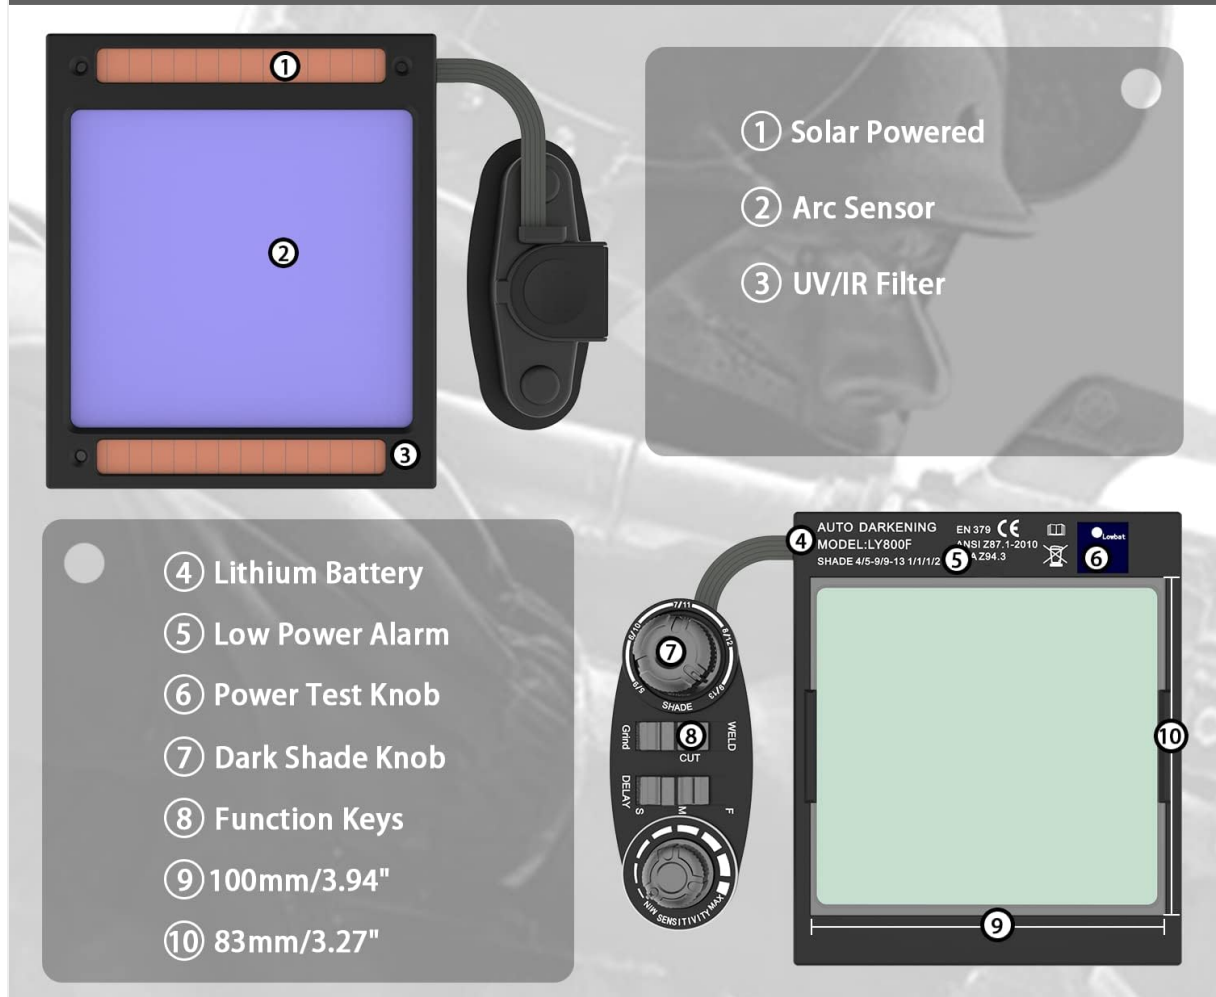 ①
②
③
① Solar Powered
② Arc Sensor
③ UV/IR Filter
④ Lithium Battery
⑤ Low Power Alarm
⑥ Power Test Knob
⑦ Dark Shade Knob
⑧ Function Keys
⑨ 100mm/3.94"
⑩ 83mm/3.27"
④ AUTO DARKENING
MODEL:LY800F
SHADE 4/5-9/9-13 1/1/1/2
EN 379 CE
ANSI Z87.1-2010
⑤ Z94.3
Lowbat
⑥
5/9 6/10 7/11 8/12 9/13
⑦
SHADE
Grind ⑧ WELD
CUT
DELAY
S M F
MIN SENSITIVITY MAX
⑩
⑨